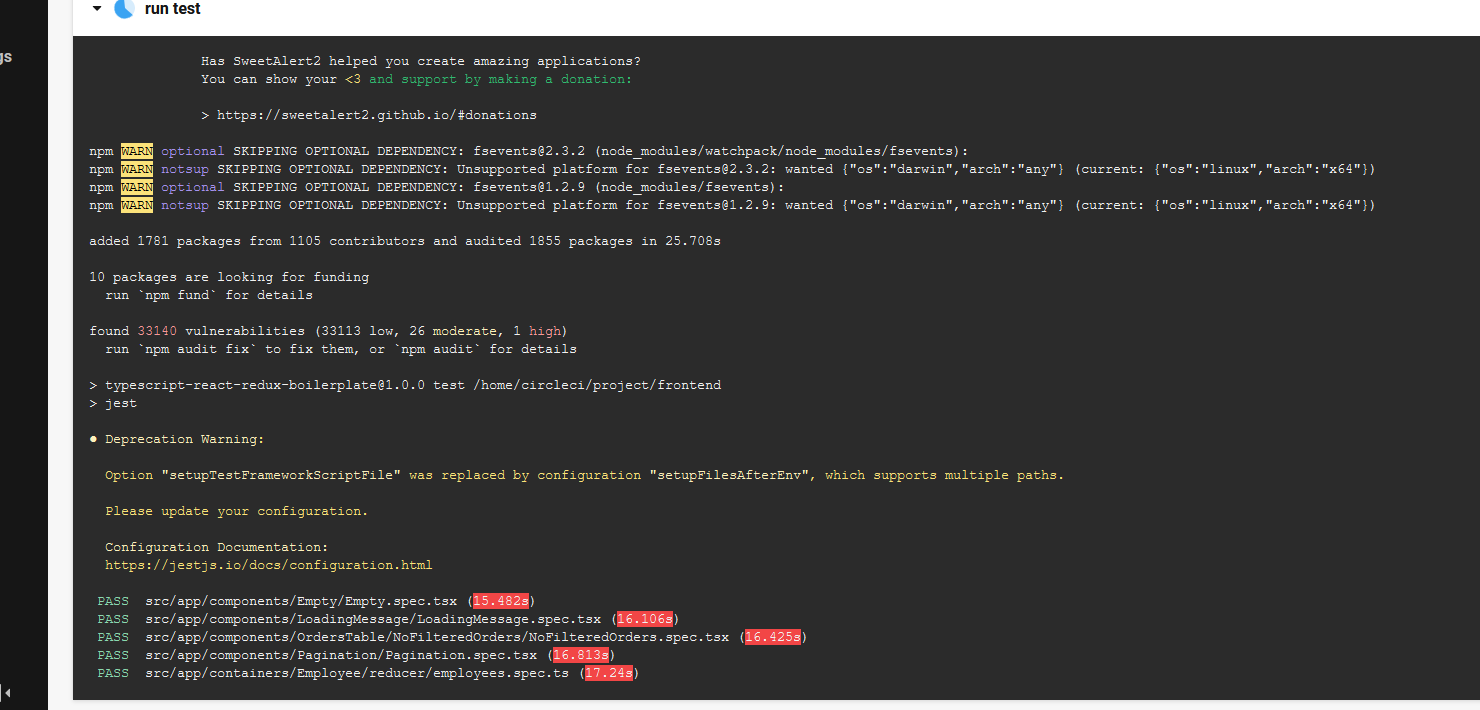 run test
gs
Has SweetAlert2 helped you create amazing applications?
You can show your <3 and support by making a donation:
> https://sweetalert2.github.io/#donations
npm WARN optional SKIPPING OPTIONAL DEPENDENCY: fsevents@2.3.2 (node_modules/watchpack/node_modules/fsevents):
npm WARN notsup SKIPPING OPTIONAL DEPENDENCY: Unsupported platform for fsevents@2.3.2: wanted {"os":"darwin","arch":"any"} (current: {"os":"linux","arch":"x64"})
npm WARN optional SKIPPING OPTIONAL DEPENDENCY: fsevents@1.2.9 (node_modules/fsevents):
npm WARN notsup SKIPPING OPTIONAL DEPENDENCY: Unsupported platform for fsevents@1.2.9: wanted {"os":"darwin","arch":"any"} (current: {"os":"linux","arch":"x64"})
added 1781 packages from 1105 contributors and audited 1855 packages in 25.708s
10 packages are looking for funding
run `npm fund` for details
found 33140 vulnerabilities (33113 low, 26 moderate, 1 high)
run `npm audit fix` to fix them, or `npm audit` for details
> typescript-react-redux-boilerplate@1.0.0 test /home/circleci/project/frontend
> jest
● Deprecation Warning:
Option "setupTestFrameworkScriptFile" was replaced by configuration "setupFilesAfterEnv", which supports multiple paths.
Please update your configuration.
Configuration Documentation:
https://jestjs.io/docs/configuration.html
PASS src/app/components/Empty/Empty.spec.tsx (15.482s)
PASS src/app/components/LoadingMessage/LoadingMessage.spec.tsx (16.106s)
PASS src/app/components/OrdersTable/NoFilteredOrders/NoFilteredOrders.spec.tsx (16.425s)
PASS src/app/components/Pagination/Pagination.spec.tsx (16.813s)
PASS src/app/containers/Employee/reducer/employees.spec.ts (17.24s)